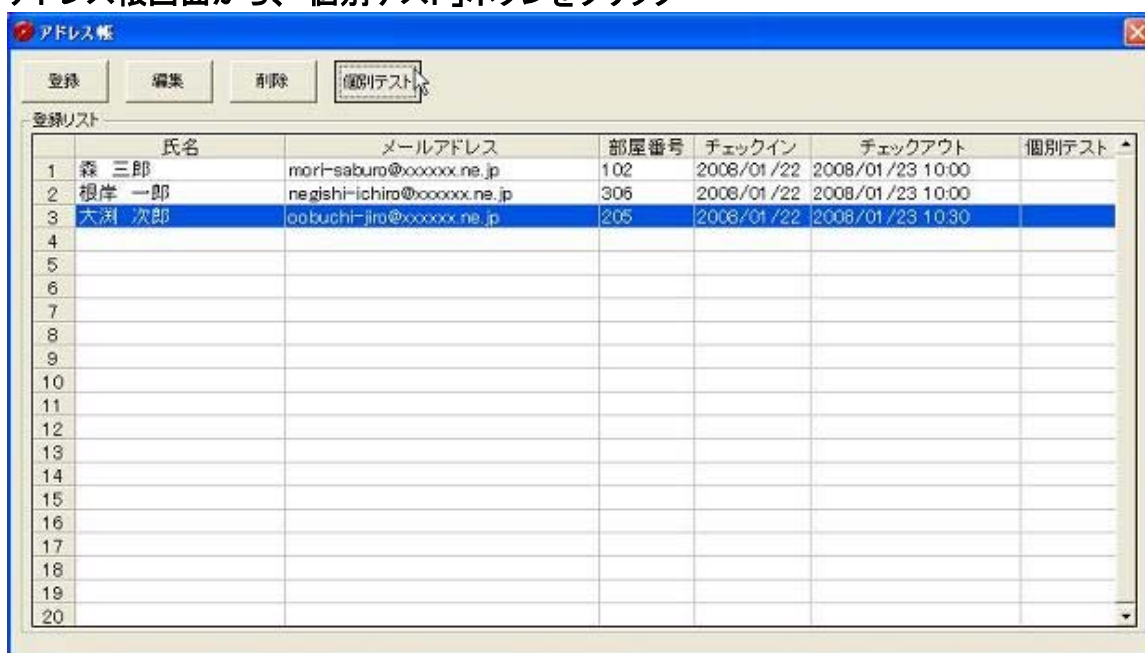 アドレス帳画面から、「個別テスト」ボタンをクリック
アドレス帳
登録 編集 削除 個別テスト
登録リスト
氏名 メールアドレス 部屋番号 チェックイン チェックアウト 個別テスト
1 森 三郎 mori-saburo@xxxxxx.ne.jp 102 2008/01/22 2008/01/23 10:00
2 根岸 一郎 negishi-ichiro@xxxxxx.ne.jp 306 2008/01/22 2008/01/23 10:00
3 大渕 次郎 oobuchi-jiro@xxxxxx.ne.jp 205 2008/01/22 2008/01/23 10:30
4
5
6
7
8
9
10
11
12
13
14
15
16
17
18
19
20